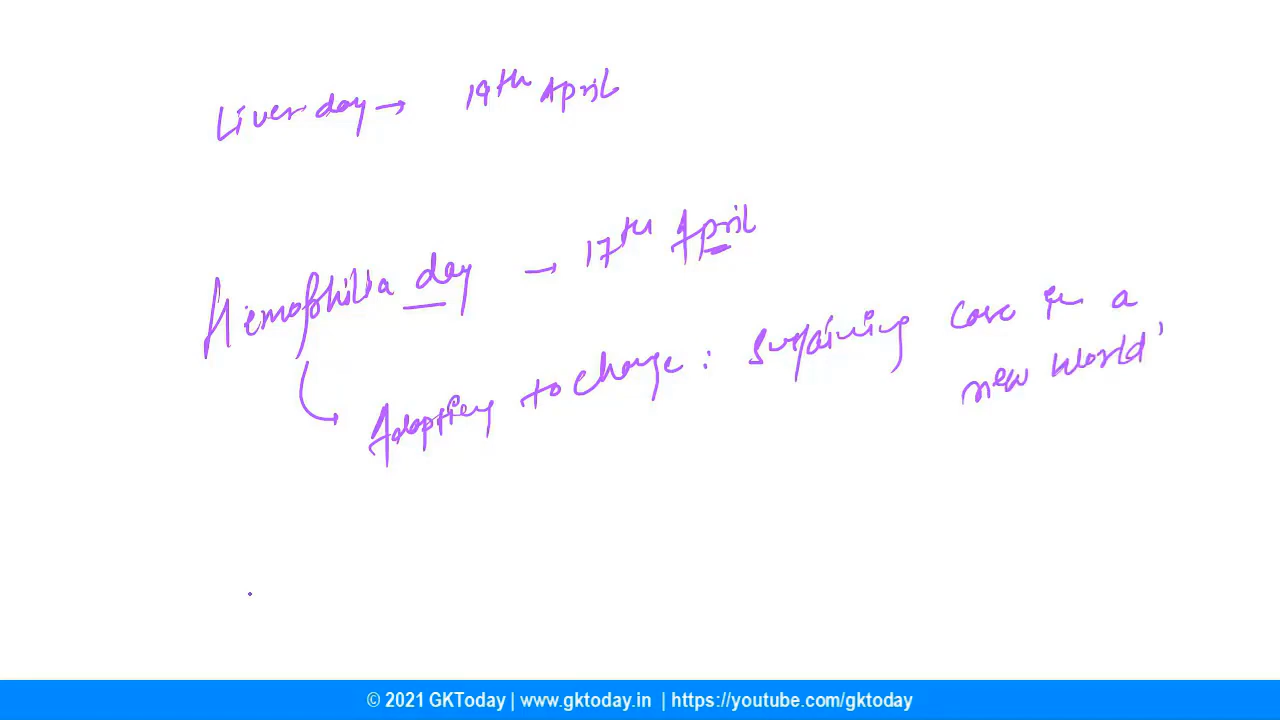 Liver day → 19th April
Hemophilia day → 17th April
Adapting to change: Sustaining Care in a
new World'
© 2021 GKToday | www.gktoday.in | https://youtube.com/gktoday